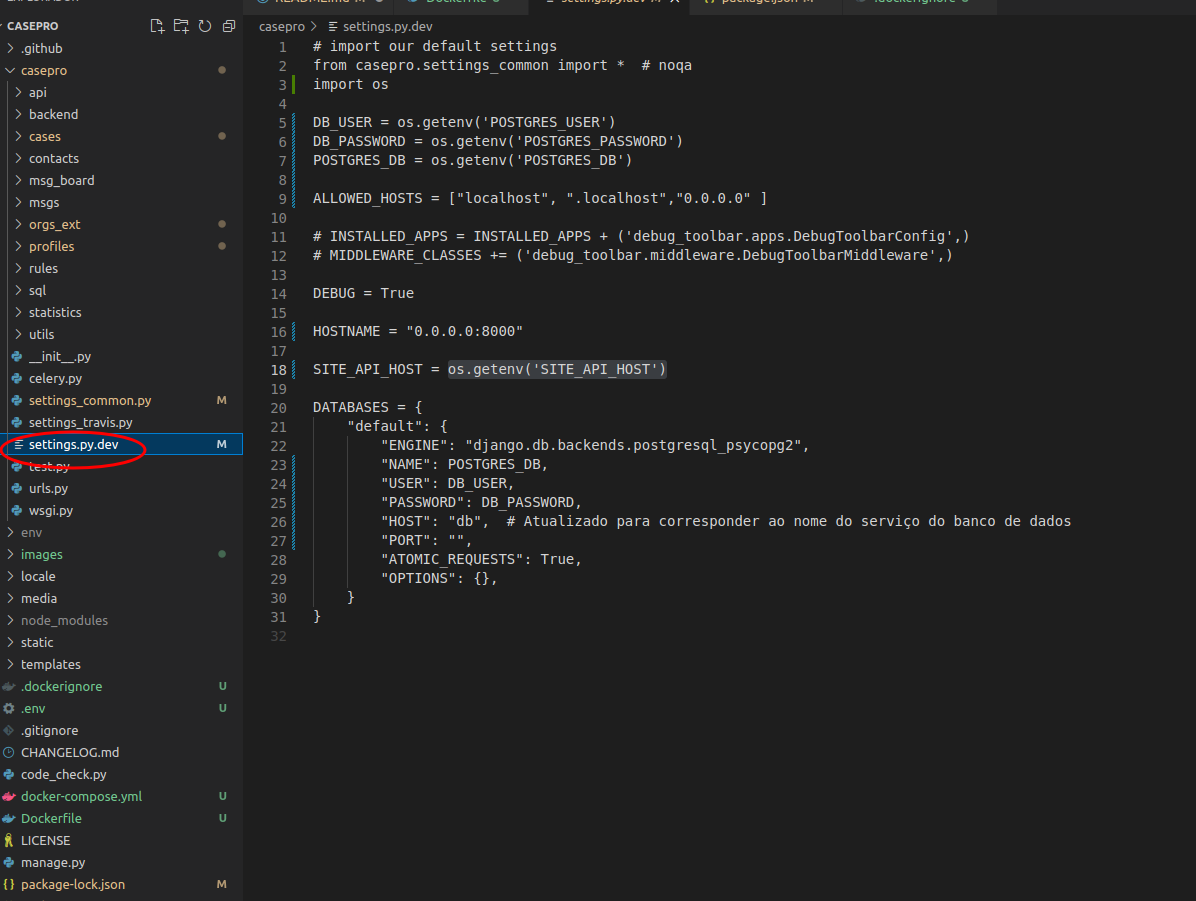 CASEPRO
.github
casepro
api
backend
cases
contacts
msg_board
msgs
orgs_ext
profiles
rules
sql
statistics
utils
__init__.py
celery.py
settings_common.py M
settings_travis.py
settings.py.dev M
test.py
urls.py
wsgi.py
env
images
locale
media
node_modules
static
templates
.dockerignore U
.env U
.gitignore
CHANGELOG.md
code_check.py
docker-compose.yml U
Dockerfile U
LICENSE
manage.py
package-lock.json M
casepro > settings.py.dev
1 # import our default settings
2 from casepro.settings_common import *  # noqa
3 import os
4
5 DB_USER = os.getenv('POSTGRES_USER')
6 DB_PASSWORD = os.getenv('POSTGRES_PASSWORD')
7 POSTGRES_DB = os.getenv('POSTGRES_DB')
8
9 ALLOWED_HOSTS = ["localhost", ".localhost","0.0.0.0" ]
10
11 # INSTALLED_APPS = INSTALLED_APPS + ('debug_toolbar.apps.DebugToolbarConfig',)
12 # MIDDLEWARE_CLASSES += ('debug_toolbar.middleware.DebugToolbarMiddleware',)
13
14 DEBUG = True
15
16 HOSTNAME = "0.0.0.0:8000"
17
18 SITE_API_HOST = os.getenv('SITE_API_HOST')
19
20 DATABASES = {
21 "default": {
22 "ENGINE": "django.db.backends.postgresql_psycopg2",
23 "NAME": POSTGRES_DB,
24 "USER": DB_USER,
25 "PASSWORD": DB_PASSWORD,
26 "HOST": "db",  # Atualizado para corresponder ao nome do serviço do banco de dados
27 "PORT": "",
28 "ATOMIC_REQUESTS": True,
29 "OPTIONS": {},
30 }
31 }
32